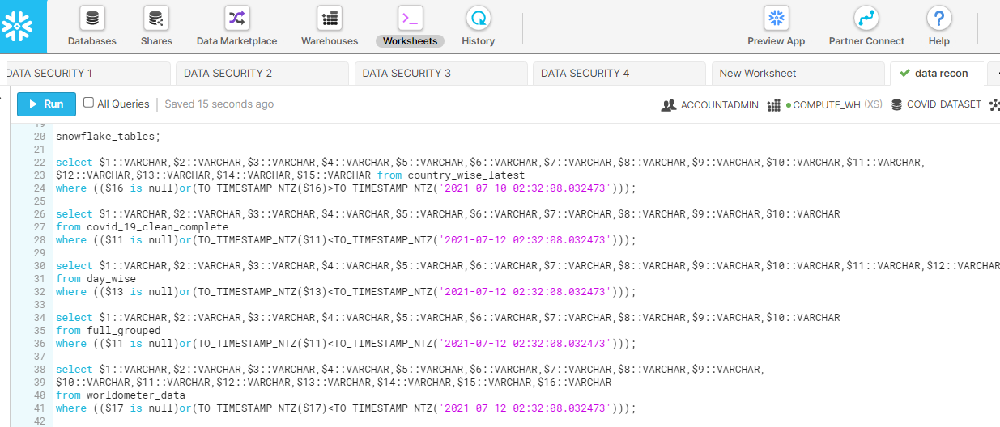 Databases Shares Data Marketplace Warehouses Worksheets History Preview App Partner Connect Help
DATA SECURITY 1 DATA SECURITY 2 DATA SECURITY 3 DATA SECURITY 4 New Worksheet data recon
Run All Queries Saved 15 seconds ago ACCOUNTADMIN COMPUTE_WH (XS) COVID_DATASET
19
20 snowflake_tables;
21
22 select $1::VARCHAR,$2::VARCHAR,$3::VARCHAR,$4::VARCHAR,$5::VARCHAR,$6::VARCHAR,$7::VARCHAR,$8::VARCHAR,$9::VARCHAR,$10::VARCHAR,$11::VARCHAR,
23 $12::VARCHAR,$13::VARCHAR,$14::VARCHAR,$15::VARCHAR from country_wise_latest
24 where (($16 is null)or(TO_TIMESTAMP_NTZ($16)>TO_TIMESTAMP_NTZ('2021-07-10 02:32:08.032473')));
25
26 select $1::VARCHAR,$2::VARCHAR,$3::VARCHAR,$4::VARCHAR,$5::VARCHAR,$6::VARCHAR,$7::VARCHAR,$8::VARCHAR,$9::VARCHAR,$10::VARCHAR
27 from covid_19_clean_complete
28 where (($11 is null)or(TO_TIMESTAMP_NTZ($11)<TO_TIMESTAMP_NTZ('2021-07-12 02:32:08.032473')));
29
30 select $1::VARCHAR,$2::VARCHAR,$3::VARCHAR,$4::VARCHAR,$5::VARCHAR,$6::VARCHAR,$7::VARCHAR,$8::VARCHAR,$9::VARCHAR,$10::VARCHAR,$11::VARCHAR,$12::VARCHAR
31 from day_wise
32 where (($13 is null)or(TO_TIMESTAMP_NTZ($13)<TO_TIMESTAMP_NTZ('2021-07-12 02:32:08.032473')));
33
34 select $1::VARCHAR,$2::VARCHAR,$3::VARCHAR,$4::VARCHAR,$5::VARCHAR,$6::VARCHAR,$7::VARCHAR,$8::VARCHAR,$9::VARCHAR,$10::VARCHAR
35 from full_grouped
36 where (($11 is null)or(TO_TIMESTAMP_NTZ($11)<TO_TIMESTAMP_NTZ('2021-07-12 02:32:08.032473')));
37
38 select $1::VARCHAR,$2::VARCHAR,$3::VARCHAR,$4::VARCHAR,$5::VARCHAR,$6::VARCHAR,$7::VARCHAR,$8::VARCHAR,$9::VARCHAR,
39 $10::VARCHAR,$11::VARCHAR,$12::VARCHAR,$13::VARCHAR,$14::VARCHAR,$15::VARCHAR,$16::VARCHAR
40 from worldometer_data
41 where (($17 is null)or(TO_TIMESTAMP_NTZ($17)<TO_TIMESTAMP_NTZ('2021-07-12 02:32:08.032473')));
42